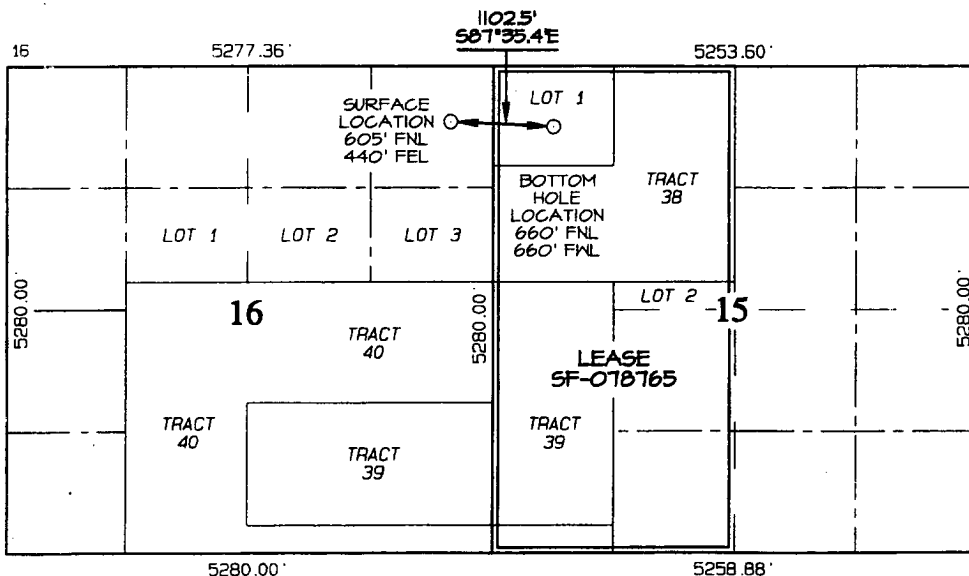 1102.5'
S87°35.4'E
16
5277.36'
5253.60'
SURFACE
LOCATION
605' FNL
440' FEL
LOT 1
BOTTOM
HOLE
LOCATION
660' FNL
660' FWL
TRACT
38
LOT 1
LOT 2
LOT 3
5280.00'
16
5280.00'
LOT 2
15
5280.00'
TRACT
40
LEASE
SF-078765
TRACT
40
TRACT
39
TRACT
39
5280.00'
5258.88'